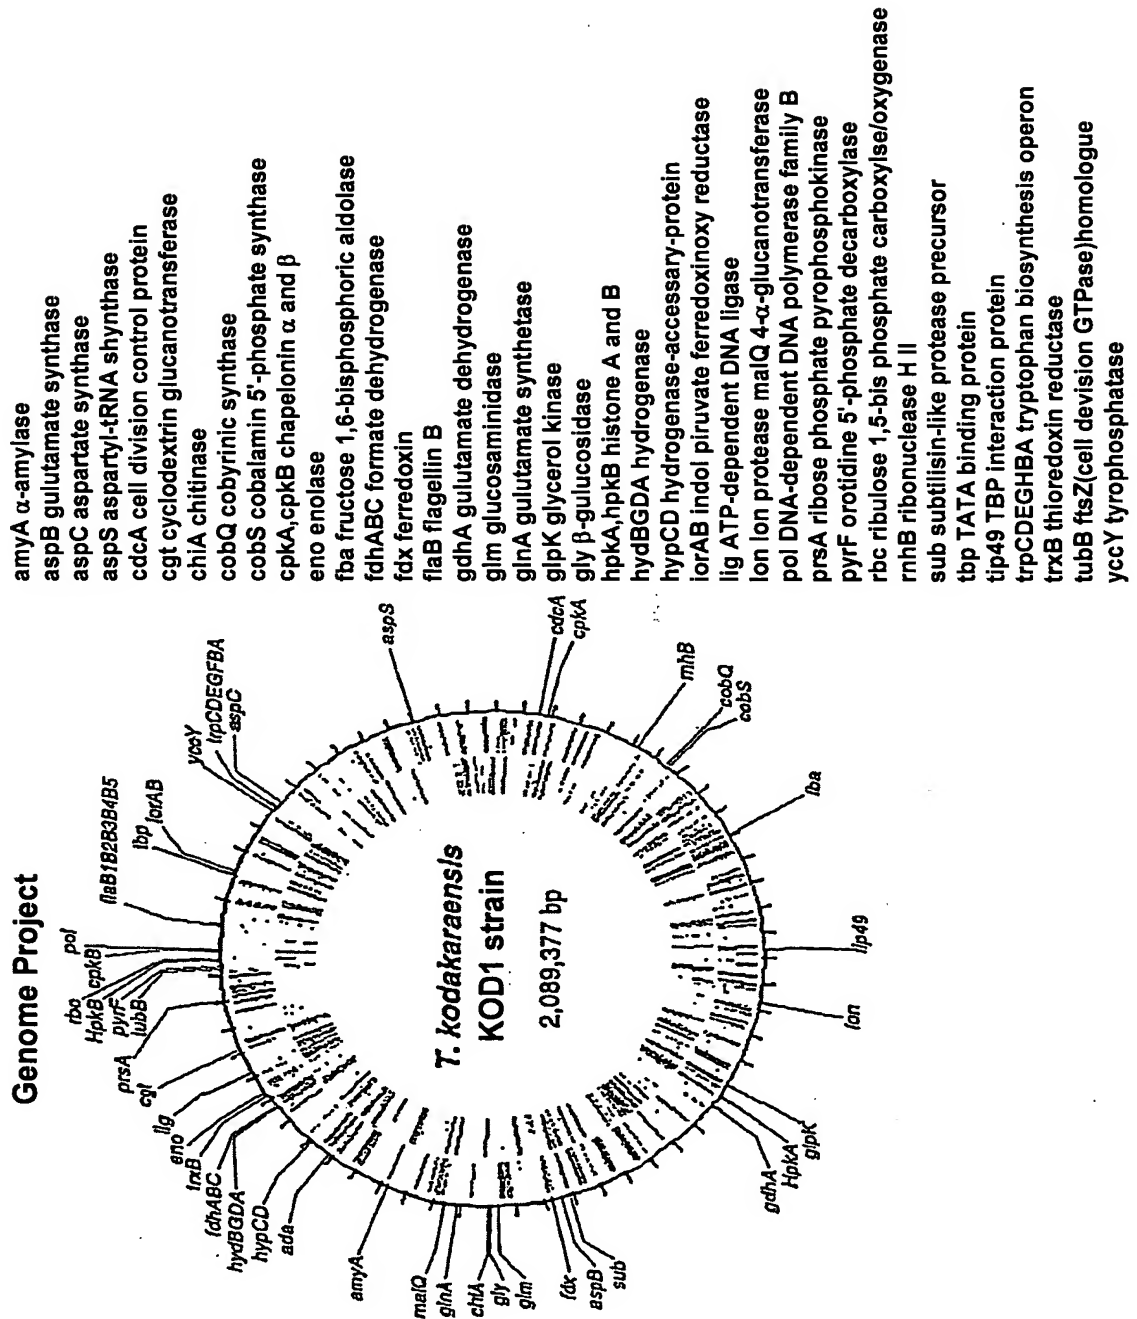 Genome Project
T. kodakaraensis
KOD1 strain
2,089,377 bp
pol
cpkB
rbc
HpkB
pyrF
tubB
prsA
cgt
lig
eno
trxB
fdhABC
hydBGDA
hypCD
ada
amyA
malQ
glnA
chiA
gly
glm
fdx
aspB
sub
gdhA
HpkA
glpK
lon
tip49
fba
cobS
cobQ
rnhB
cpkA
cdcA
aspS
aspC
trpCDEGFBA
yccY
iorAB
tbp
flaB1B2B3B4B5
amyA α-amylase
aspB gulutamate synthase
aspC aspartate synthase
aspS aspartyl-tRNA shynthase
cdcA cell division control protein
cgt cyclodextrin glucanotransferase
chiA chitinase
cobQ cobyrinic synthase
cobS cobalamin 5'-phosphate synthase
cpkA,cpkB chapelonin α and β
eno enolase
fba fructose 1,6-bisphosphoric aldolase
fdhABC formate dehydrogenase
fdx ferredoxin
flaB flagellin B
gdhA gulutamate dehydrogenase
glm glucosaminidase
glnA gulutamate synthetase
glpK glycerol kinase
gly β-gulucosidase
hpkA,hpkB histone A and B
hydBGDA hydrogenase
hypCD hydrogenase-accessary-protein
iorAB indol piruvate ferredoxinoxy reductase
lig ATP-dependent DNA ligase
lon lon protease malQ 4-α-glucanotransferase
pol DNA-dependent DNA polymerase family B
prsA ribose phosphate pyrophosphokinase
pyrF orotidine 5'-phosphate decarboxylase
rbc ribulose 1,5-bis phosphate carboxylse/oxygenase
rnhB ribonuclease H II
sub subtilisin-like protease precursor
tbp TATA binding protein
tip49 TBP interaction protein
trpCDEGHBA tryptophan biosynthesis operon
trxB thioredoxin reductase
tubB ftsZ(cell devision GTPase)homologue
yccY tyrophosphatase